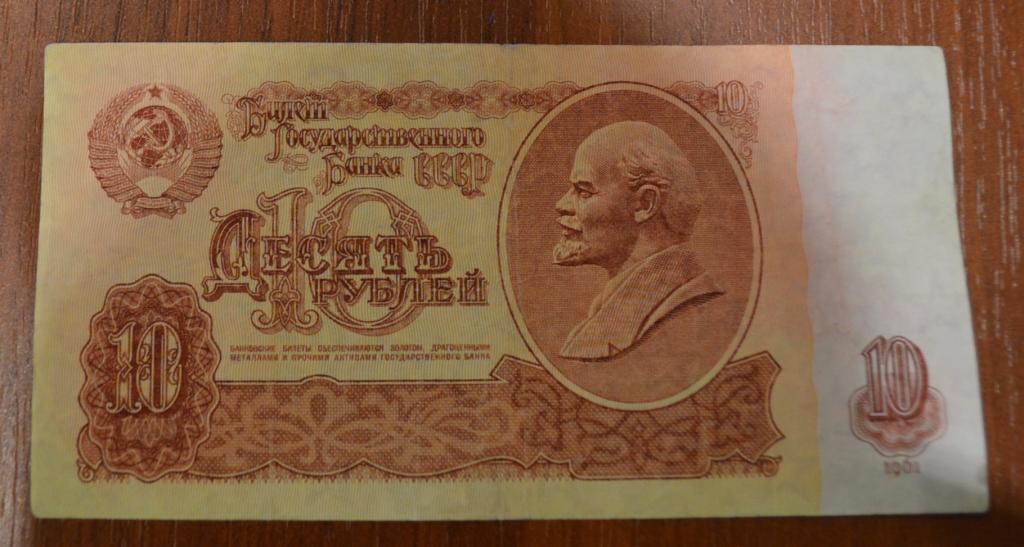 Билет
Государственного
Банка СССР
10
10
Десять
рублей
БАНКОВСКИЕ БИЛЕТЫ ОБЕСПЕЧИВАЮТСЯ ЗОЛОТОМ, ДРАГОЦЕННЫМИ
МЕТАЛЛАМИ И ПРОЧИМИ АКТИВАМИ ГОСУДАРСТВЕННОГО БАНКА
10
10
1961